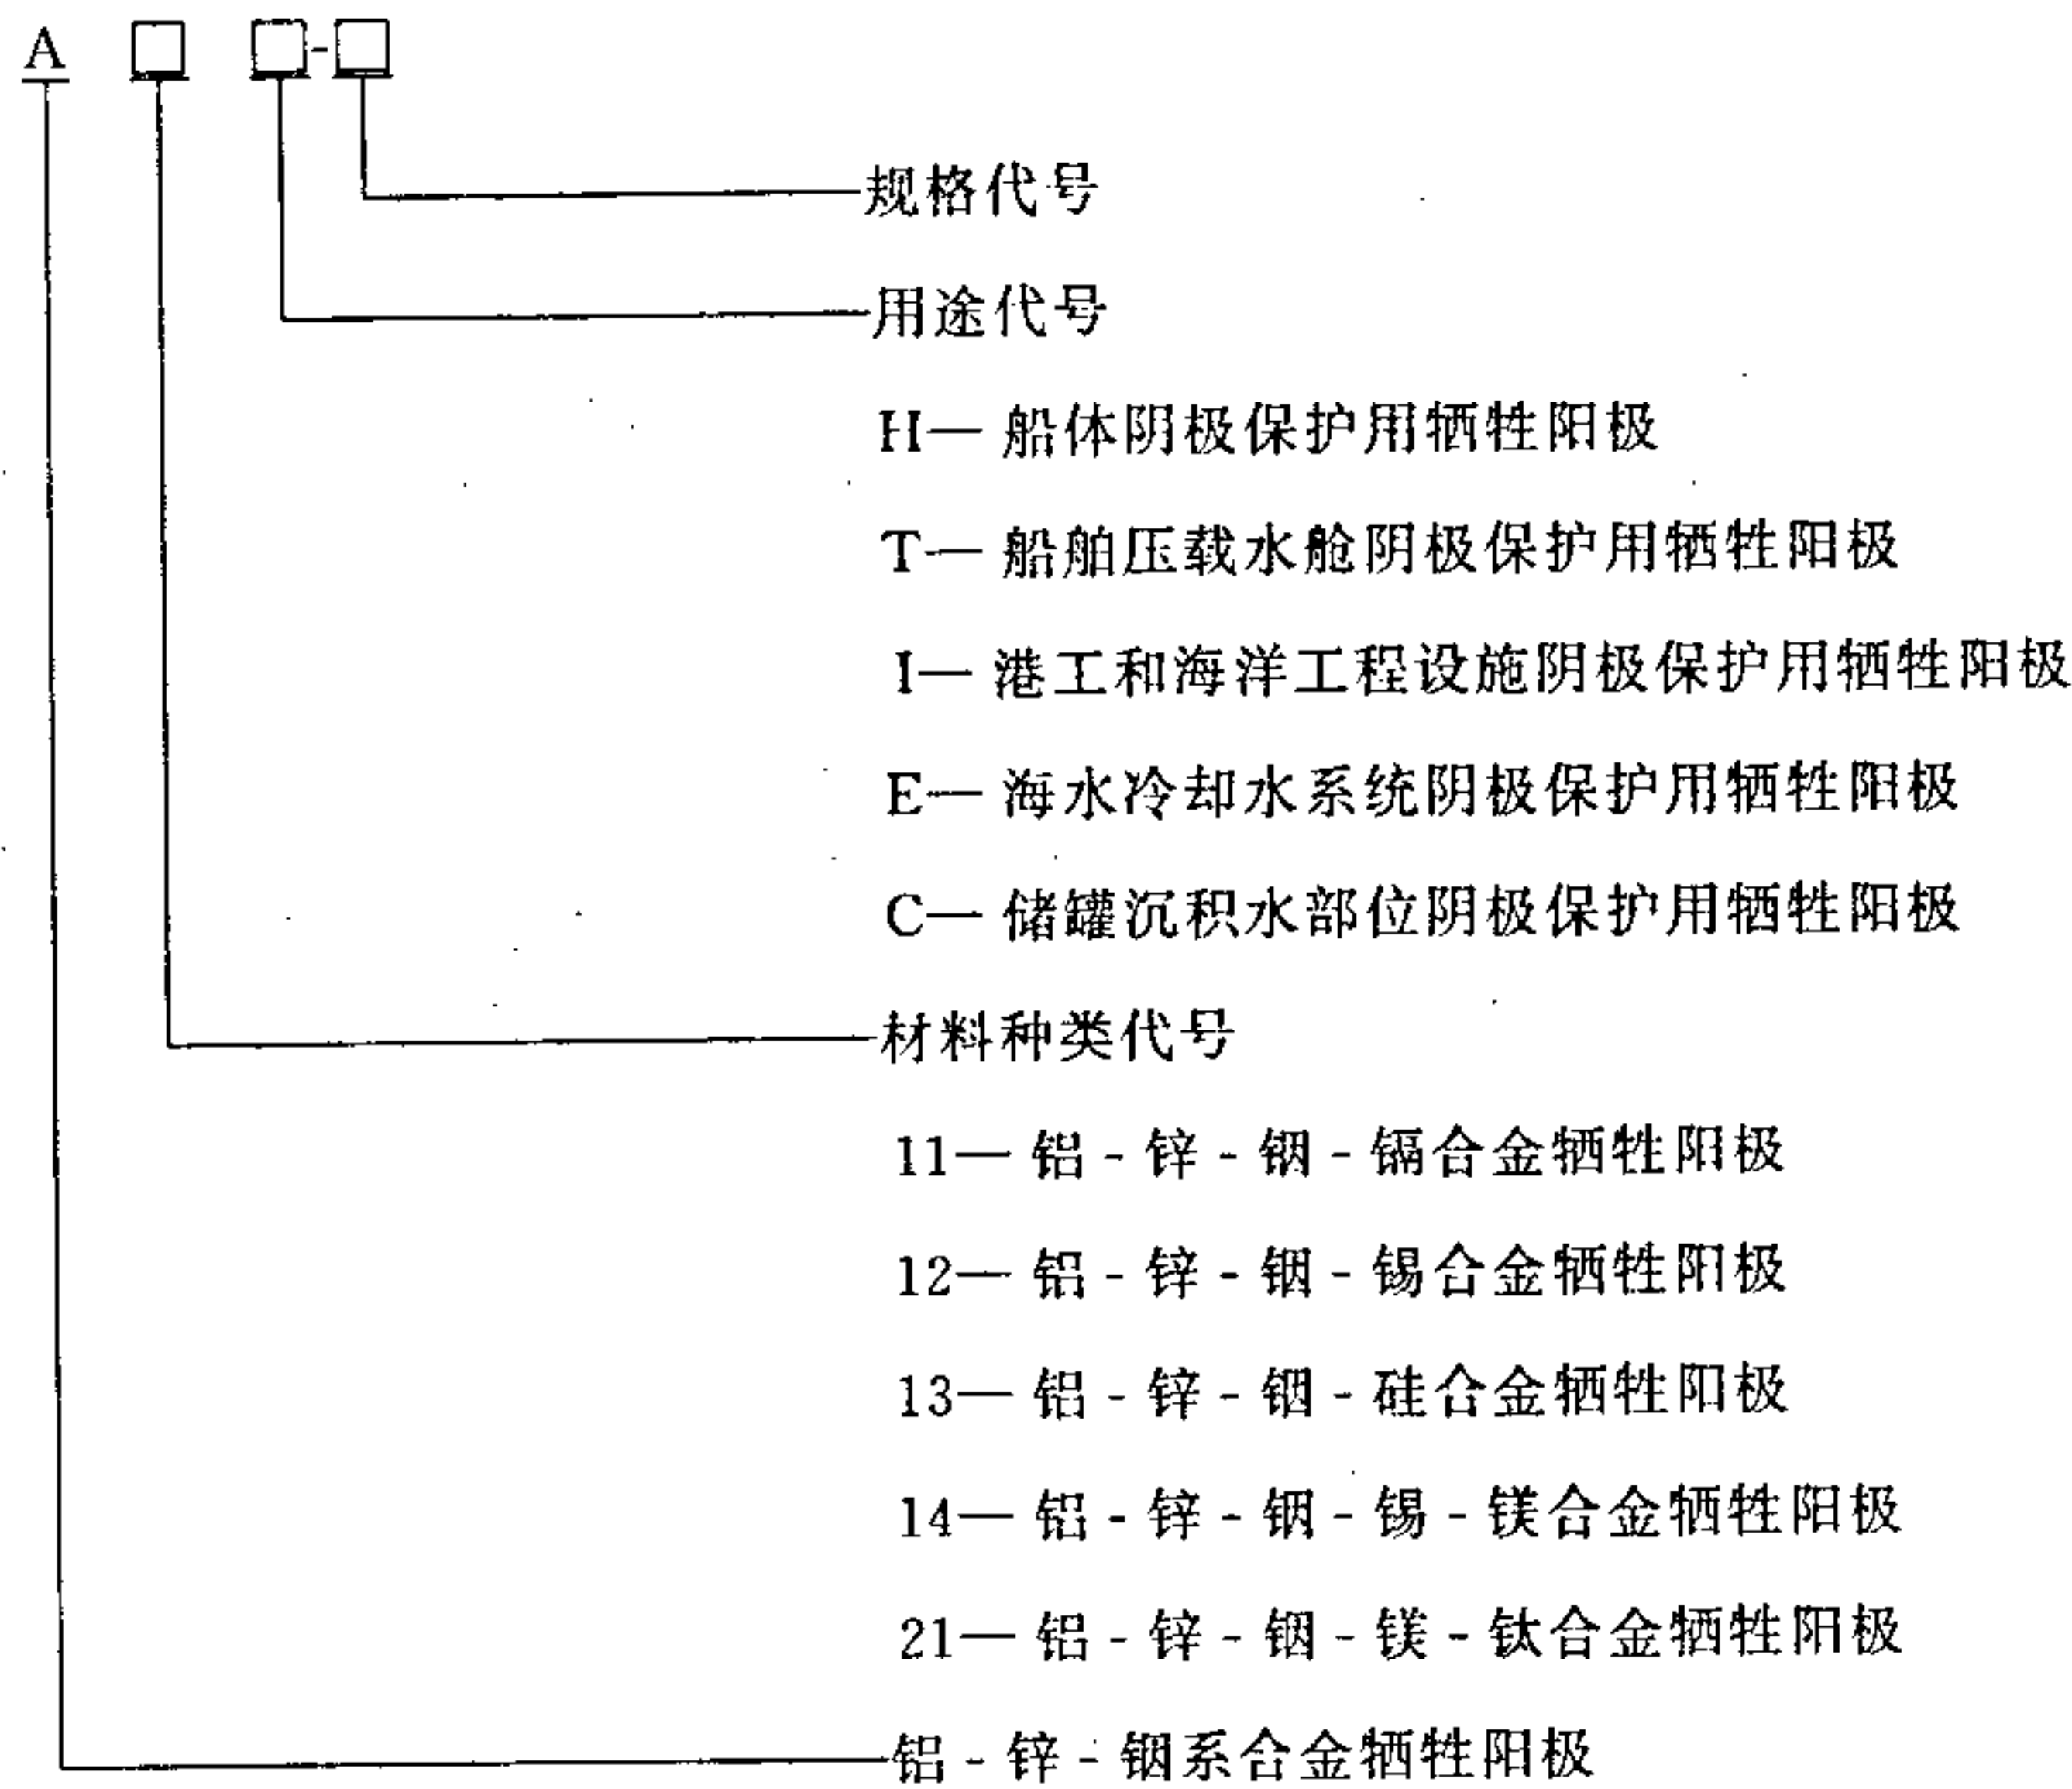 A □ □-□
规格代号
用途代号
H— 船体阴极保护用牺牲阳极
T— 船舶压载水舱阴极保护用牺牲阳极
I— 港工和海洋工程设施阴极保护用牺牲阳极
E— 海水冷却水系统阴极保护用牺牲阳极
C— 储罐沉积水部位阴极保护用牺牲阳极
材料种类代号
11— 铝-锌-铟-镉合金牺牲阳极
12— 铝-锌-铟-锡合金牺牲阳极
13— 铝-锌-铟-硅合金牺牲阳极
14— 铝-锌-铟-锡-镁合金牺牲阳极
21— 铝-锌-铟-镁-钛合金牺牲阳极
铝-锌-铟系合金牺牲阳极